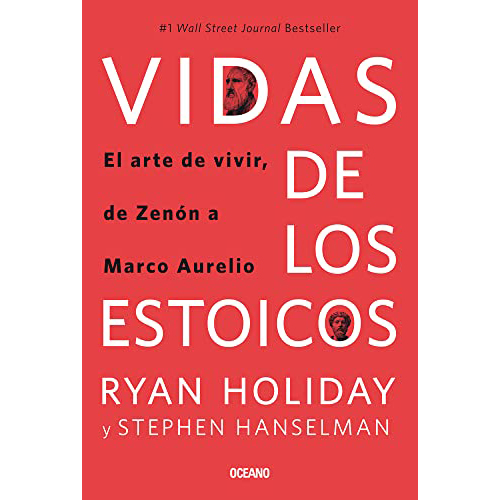 #1 Wall Street Journal Bestseller
VIDAS
El arte de vivir,
DE
de Zenón a
LOS
Marco Aurelio
ESTOICOS
RYAN HOLIDAY
y STEPHEN HANSELMAN
OCEANO